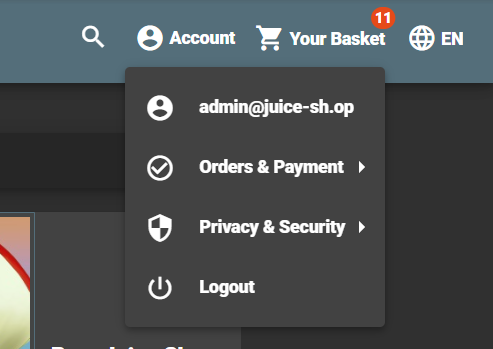 Account
Your Basket
11
EN
admin@juice-sh.op
Orders & Payment
Privacy & Security
Logout